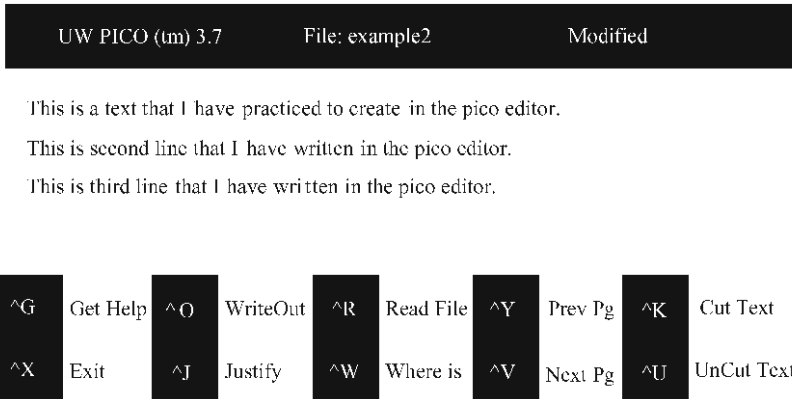 UW PICO (tm) 3.7 File: example2 Modified
This is a text that I have practiced to create in the pico editor.
This is second line that I have written in the pico editor.
This is third line that I have written in the pico editor.
^G Get Help ^O WriteOut ^R Read File ^Y Prev Pg ^K Cut Text
^X Exit ^J Justify ^W Where is ^V Next Pg ^U UnCut Text